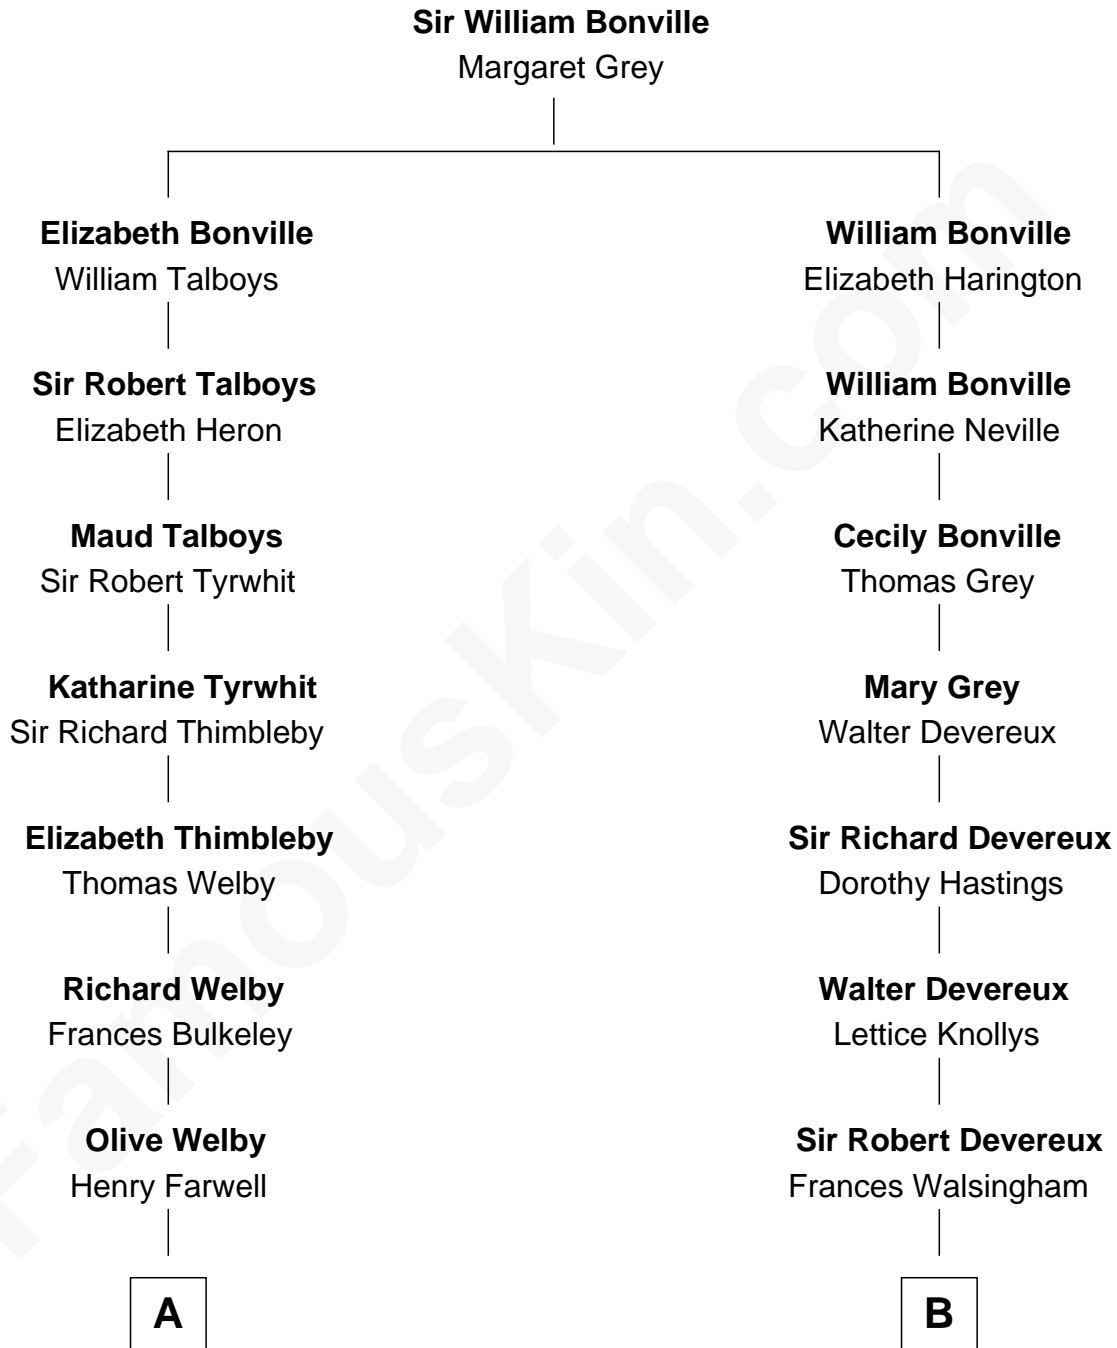 Sir William Bonville
Margaret Grey
Elizabeth Bonville
William Talboys
William Bonville
Elizabeth Harington
Sir Robert Talboys
Elizabeth Heron
William Bonville
Katherine Neville
Maud Talboys
Sir Robert Tyrwhit
Cecily Bonville
Thomas Grey
Katharine Tyrwhit
Sir Richard Thimbleby
Mary Grey
Walter Devereux
Elizabeth Thimbleby
Thomas Welby
Sir Richard Devereux
Dorothy Hastings
Richard Welby
Frances Bulkeley
Walter Devereux
Lettice Knollys
Olive Welby
Henry Farwell
Sir Robert Devereux
Frances Walsingham
A
B
FamousKin.com